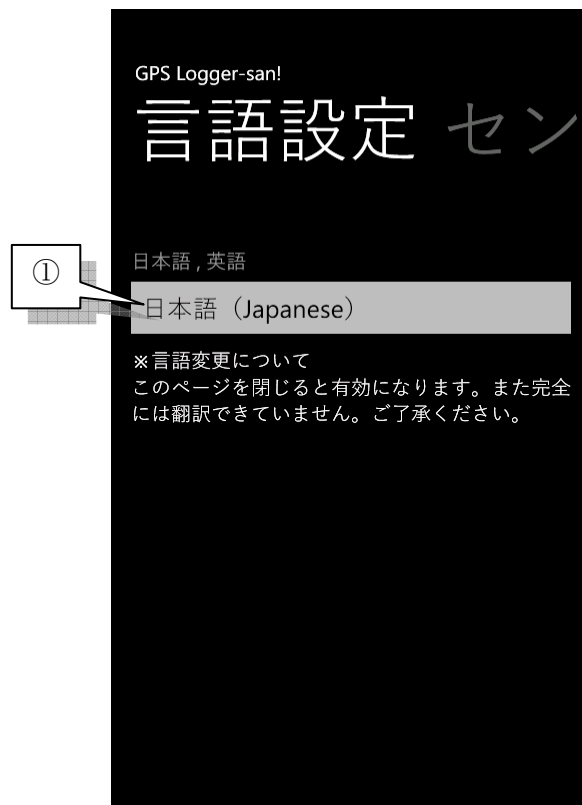 GPS Logger-san!
言語設定 セン
日本語 , 英語
①
日本語（Japanese）
※言語変更について
このページを閉じると有効になります。また完全
には翻訳できていません。ご了承ください。